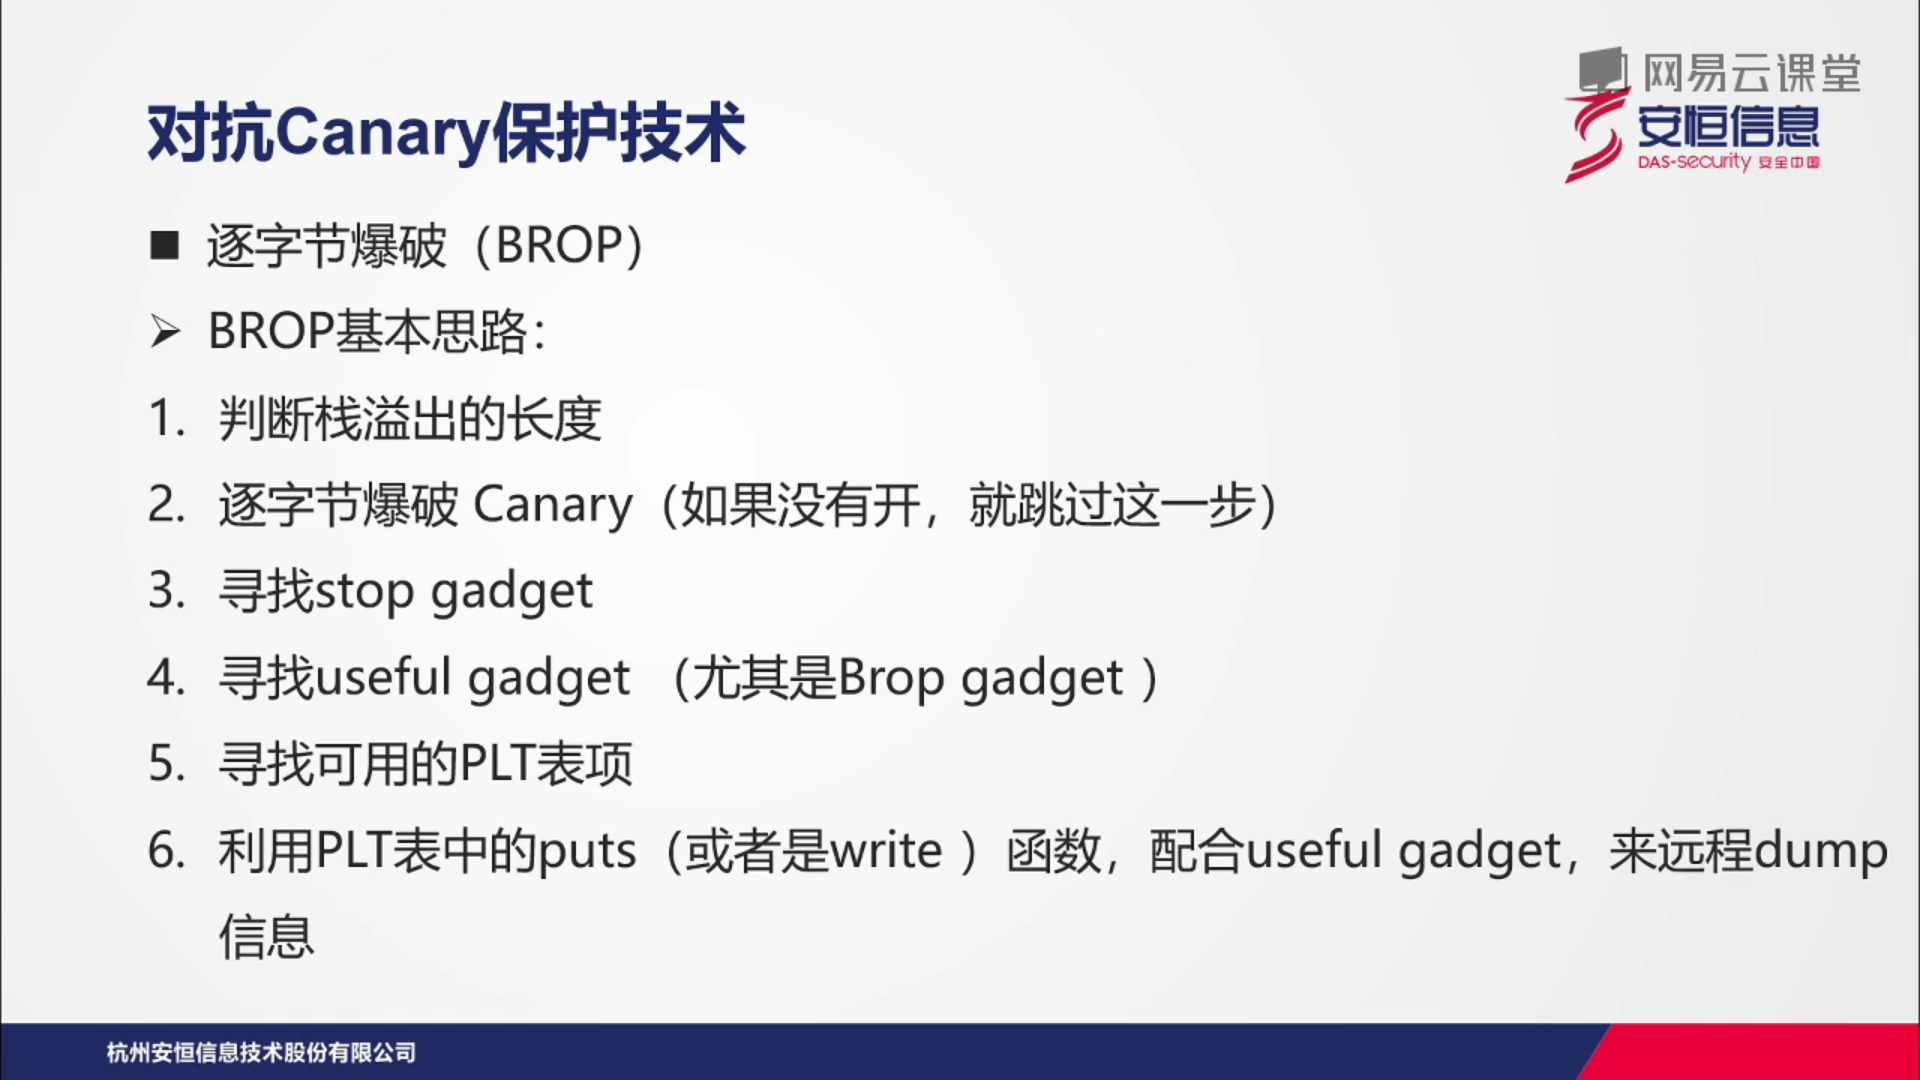 网易云课堂
安恒信息
DAS-security 安全中国
对抗Canary保护技术
■ 逐字节爆破（BROP）
➢ BROP基本思路：
1. 判断栈溢出的长度
2. 逐字节爆破 Canary（如果没有开，就跳过这一步）
3. 寻找stop gadget
4. 寻找useful gadget （尤其是Brop gadget ）
5. 寻找可用的PLT表项
6. 利用PLT表中的puts（或者是write ）函数，配合useful gadget，来远程dump
信息
杭州安恒信息技术股份有限公司